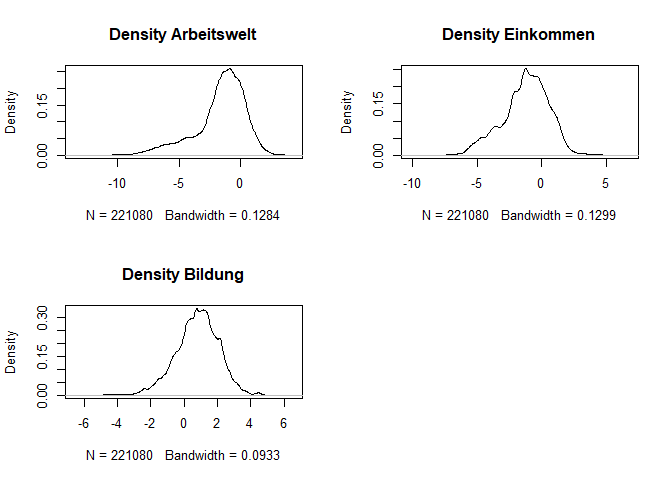 Density Arbeitswelt
Density
0.00 0.15
-10 -5 0
N = 221080 Bandwidth = 0.1284
Density Einkommen
Density
0.00 0.15
-10 -5 0 5
N = 221080 Bandwidth = 0.1299
Density Bildung
Density
0.00 0.15 0.30
-6 -4 -2 0 2 4 6
N = 221080 Bandwidth = 0.0933